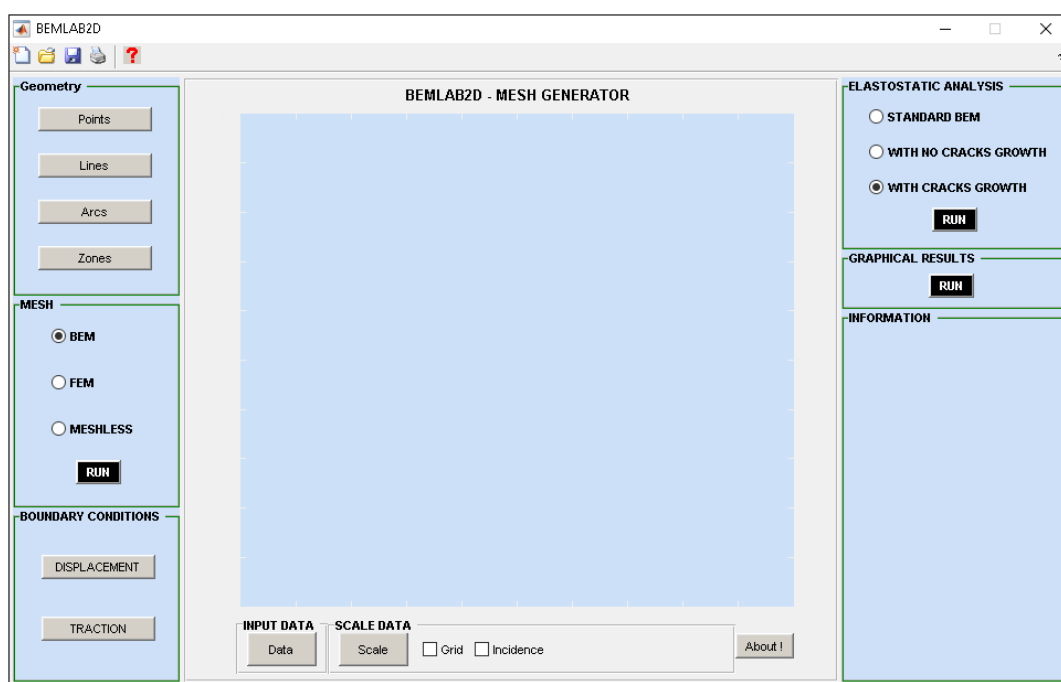 BEMLAB2D
Geometry
Points
Lines
Arcs
Zones
MESH
BEM
FEM
MESHLESS
RUN
BOUNDARY CONDITIONS
DISPLACEMENT
TRACTION
BEMLAB2D - MESH GENERATOR
INPUT DATA
Data
SCALE DATA
Scale
Grid
Incidence
About !
ELASTOSTATIC ANALYSIS
STANDARD BEM
WITH NO CRACKS GROWTH
WITH CRACKS GROWTH
RUN
GRAPHICAL RESULTS
RUN
INFORMATION